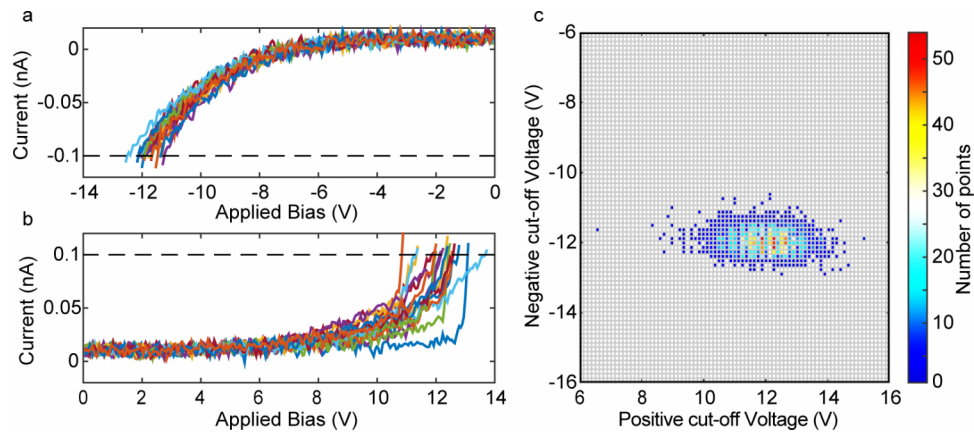 a
0
-0.05
-0.1
Current (nA)
-14 -12 -10 -8 -6 -4 -2 0
Applied Bias (V)
b
0.1
0.05
0
Current (nA)
0 2 4 6 8 10 12 14
Applied Bias (V)
c
-6
-8
-10
-12
-14
-16
Negative cut-off Voltage (V)
6 8 10 12 14 16
Positive cut-off Voltage (V)
50
40
30
20
10
0
Number of points